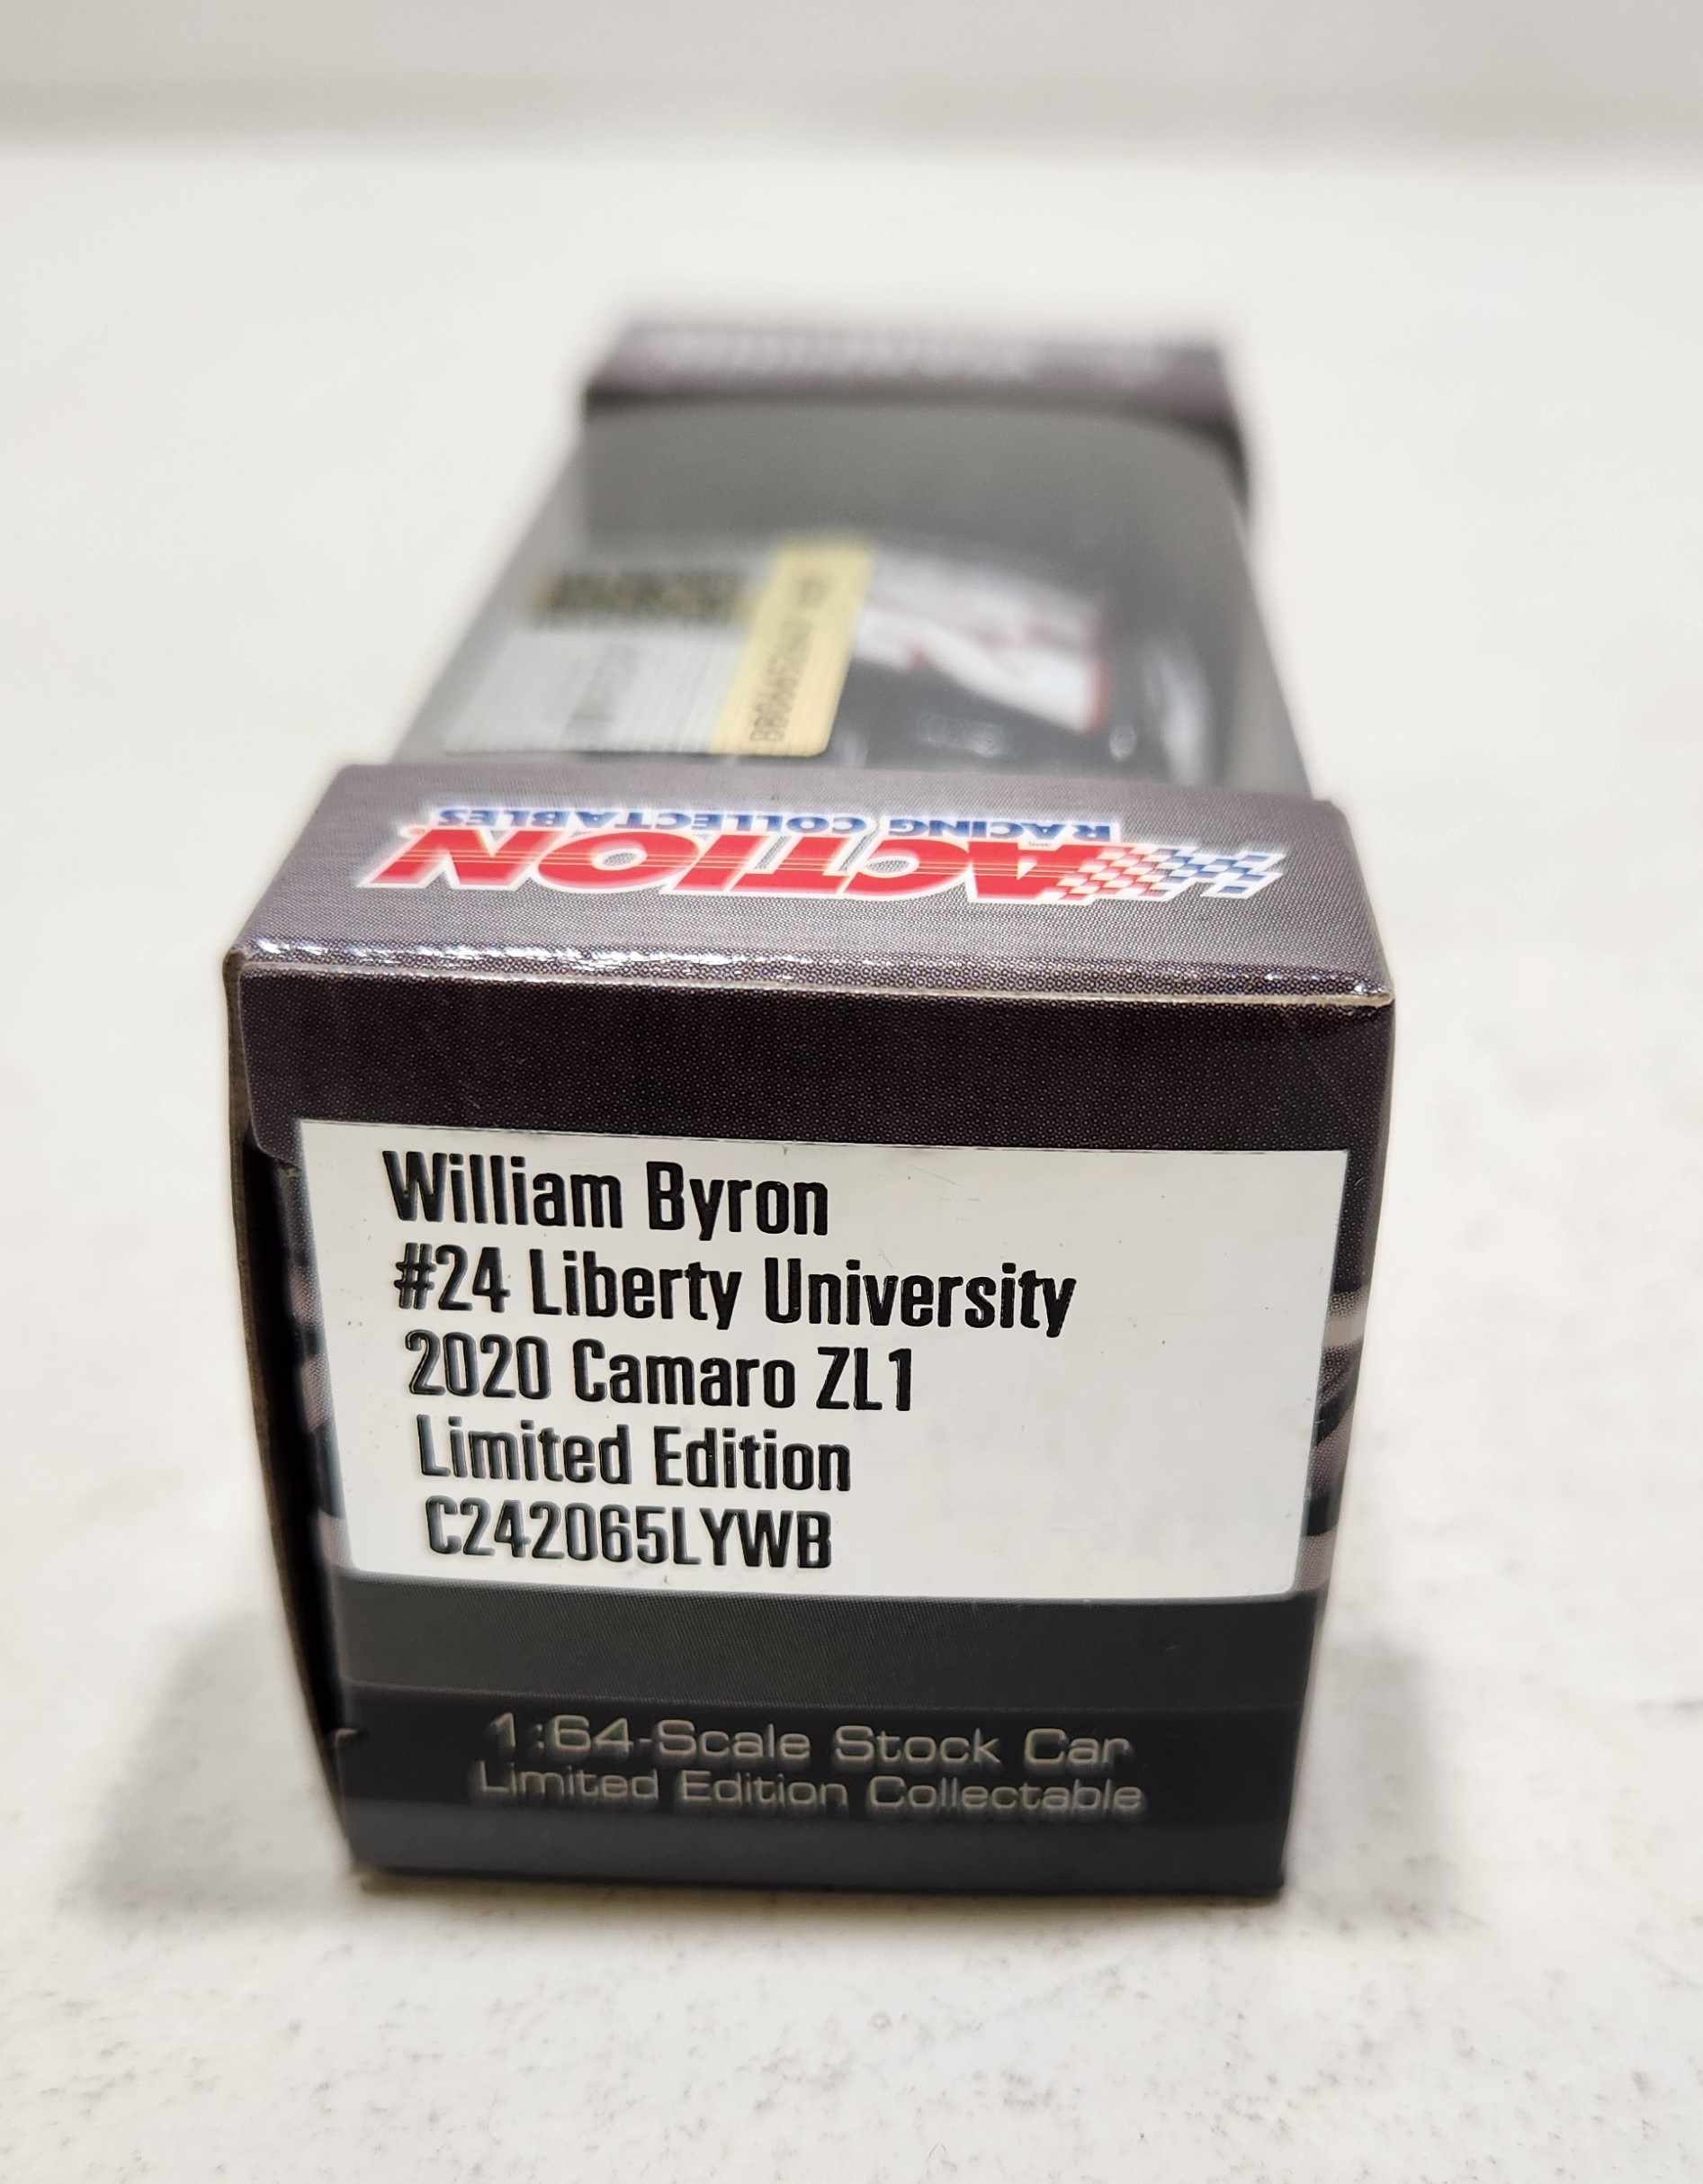 ACTION
RACING COLLECTABLES
William Byron
#24 Liberty University
2020 Camaro ZL1
Limited Edition
C242065LYWB
1:64-Scale Stock Car
Limited Edition Collectable